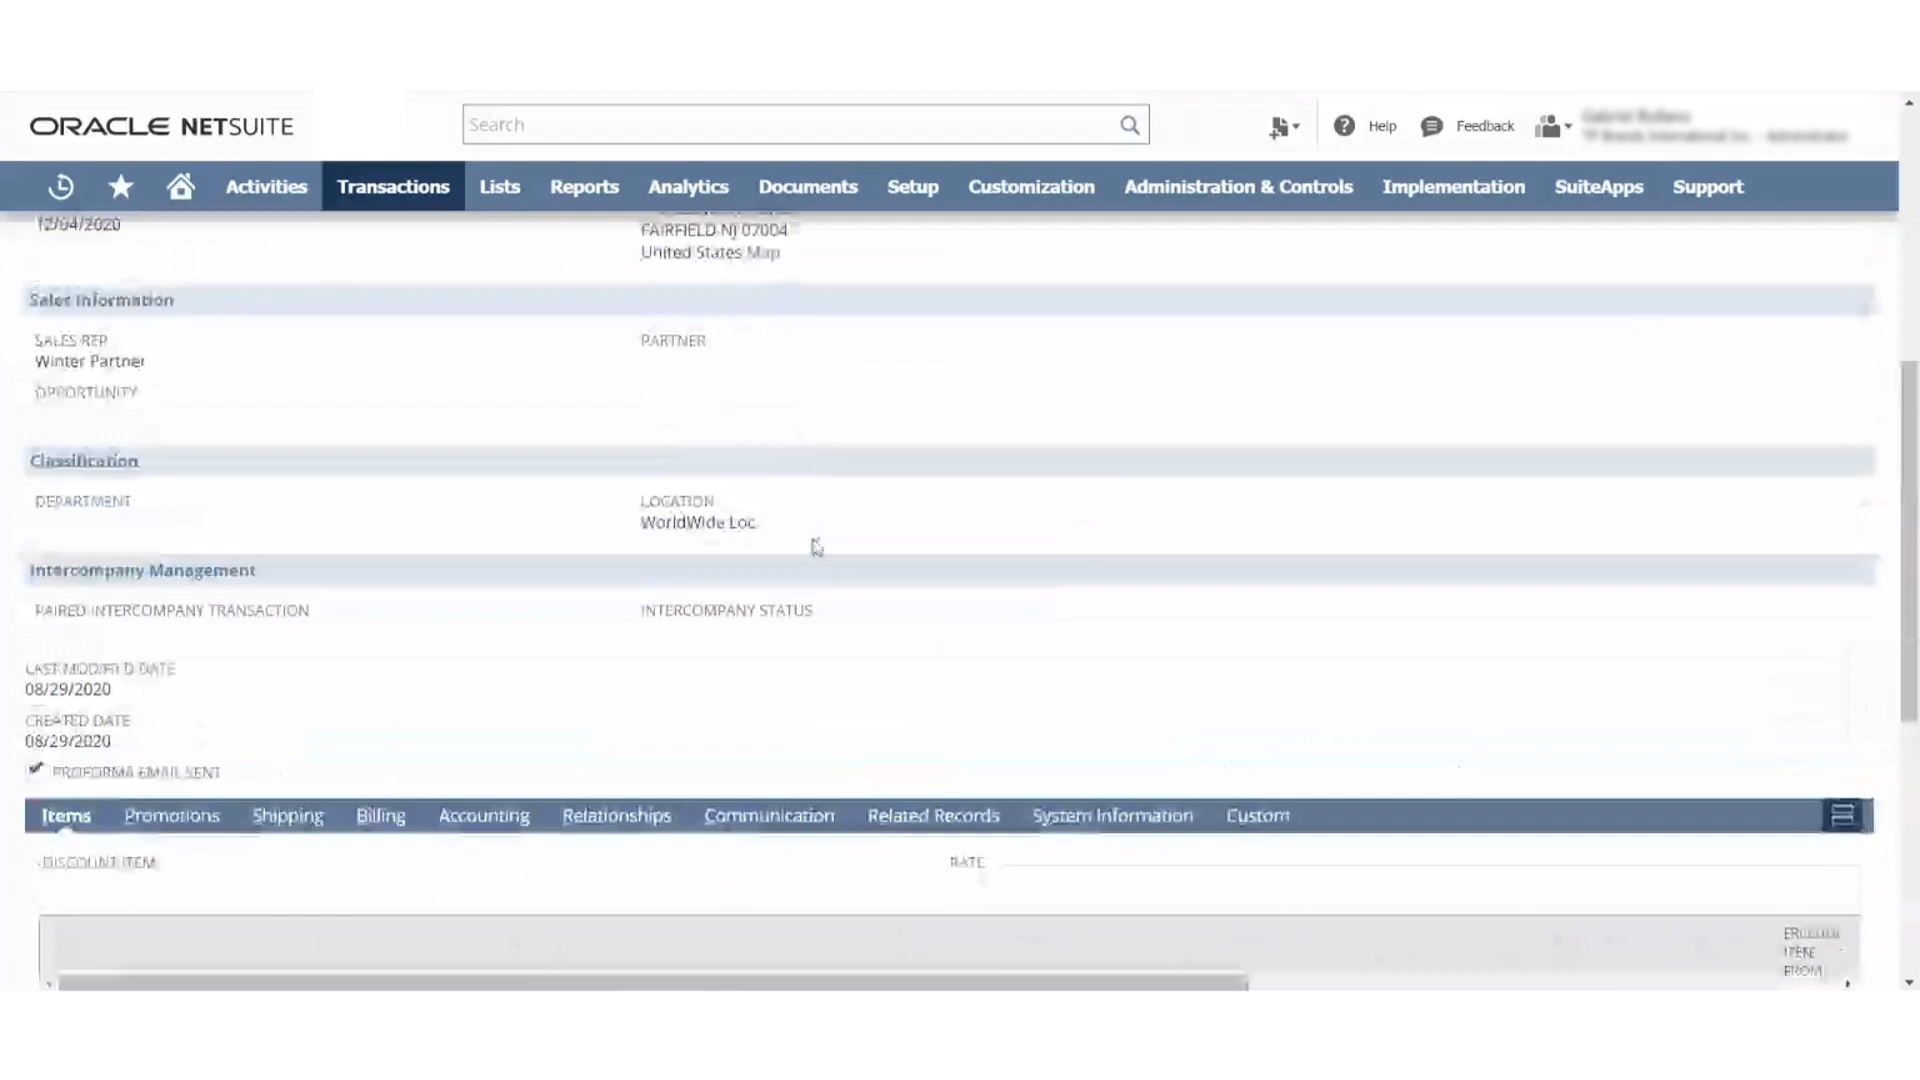 ORACLE NETSUITE
Search
Help
Feedback
Activities
Transactions
Lists
Reports
Analytics
Documents
Setup
Customization
Administration & Controls
Implementation
SuiteApps
Support
12/04/2020
FAIRFIELD NJ 07004
United States Map
Sales Information
SALES REP
Winter Partner
PARTNER
OPPORTUNITY
Classification
DEPARTMENT
LOCATION
WorldWide Loc
Intercompany Management
PAIRED INTERCOMPANY TRANSACTION
INTERCOMPANY STATUS
LAST MODIFIED DATE
08/29/2020
CREATED DATE
08/29/2020
PROFORMA EMAIL SENT
Items
Promotions
Shipping
Billing
Accounting
Relationships
Communication
Related Records
System Information
Custom
DISCOUNT ITEM
RATE
ITEM
FROM